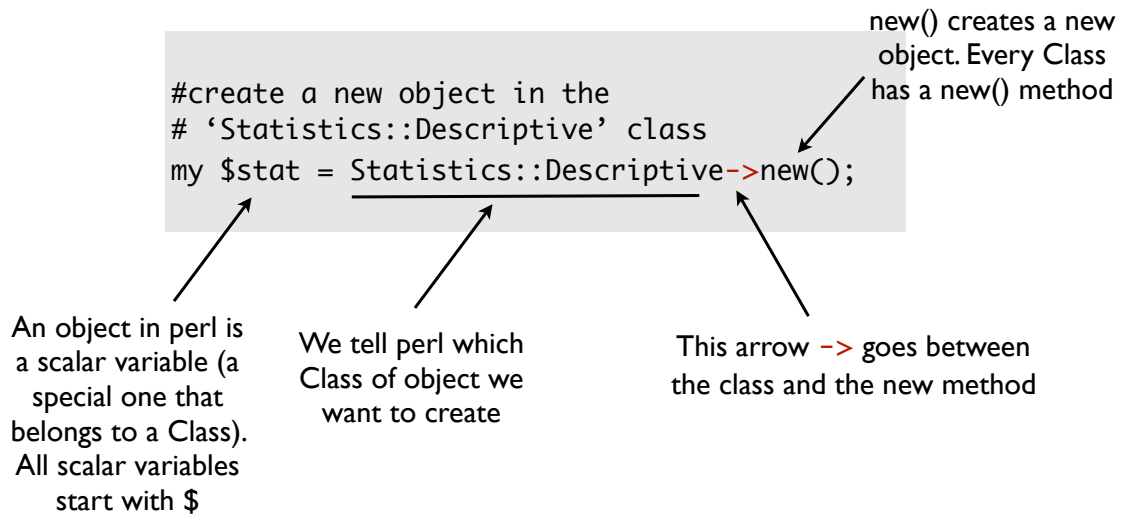 new() creates a new
object. Every Class
has a new() method
#create a new object in the
# ‘Statistics::Descriptive’ class
my $stat = Statistics::Descriptive->new();
An object in perl is
a scalar variable (a
special one that
belongs to a Class).
All scalar variables
start with $
We tell perl which
Class of object we
want to create
This arrow -> goes between
the class and the new method